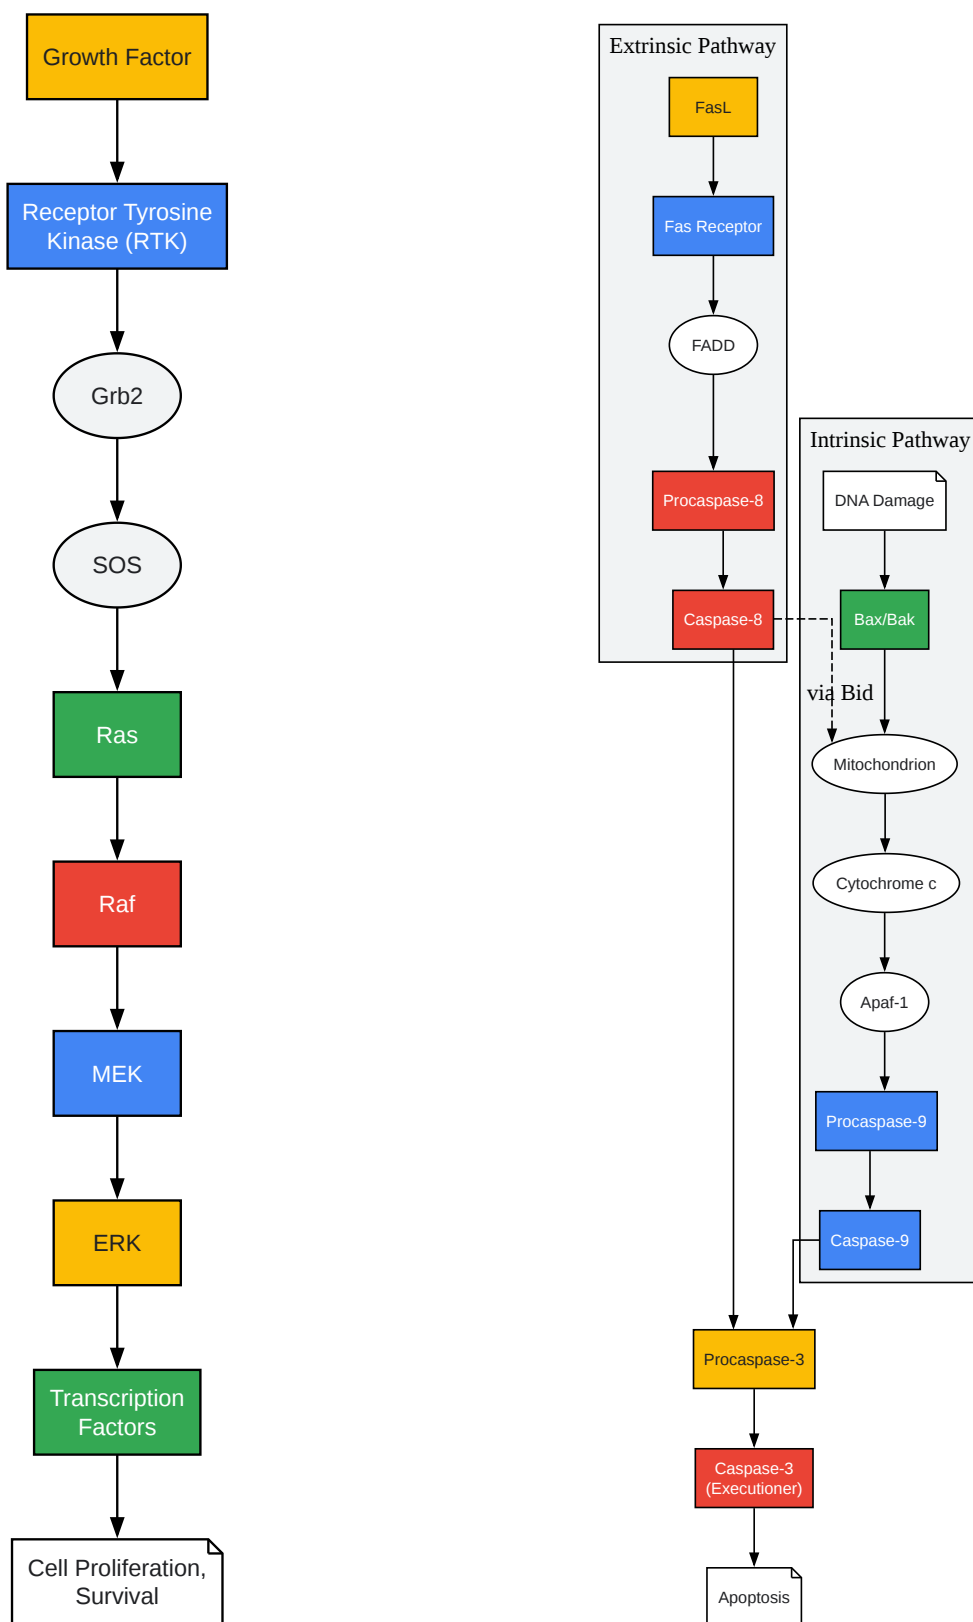 Growth Factor
Receptor Tyrosine
Kinase (RTK)
Grb2
SOS
Ras
Raf
MEK
ERK
Transcription
Factors
Cell Proliferation,
Survival
Extrinsic Pathway
FasL
Fas Receptor
FADD
Procaspase-8
Caspase-8
Intrinsic Pathway
DNA Damage
Bax/Bak
via Bid
Mitochondrion
Cytochrome c
Apaf-1
Procaspase-9
Caspase-9
Procaspase-3
Caspase-3
(Executioner)
Apoptosis